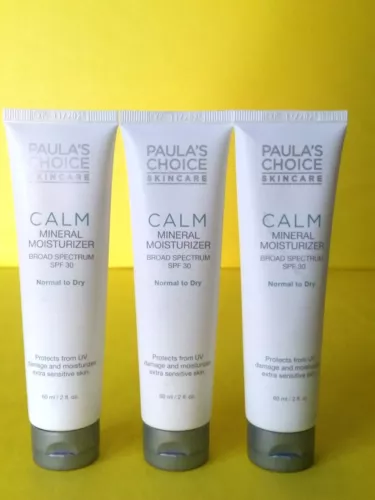 PAULA'S
CHOICE
SKINCARE
CALM
MINERAL
MOISTURIZER
BROAD SPECTRUM
SPF 30
Normal to Dry
Protects from UV
damage and moisturizes
extra sensitive skin.
60 ml / 2 fl. oz.
PAULA'S
CHOICE
SKINCARE
CALM
MINERAL
MOISTURIZER
BROAD SPECTRUM
SPF 30
Normal to Dry
Protects from UV
damage and moisturizes
extra sensitive skin.
60 ml / 2 fl. oz.
PAULA'S
CHOICE
SKINCARE
CALM
MINERAL
MOISTURIZER
BROAD SPECTRUM
SPF 30
Normal to Dry
Protects from UV
damage and moisturizes
extra sensitive
60 ml / 2 fl. oz.